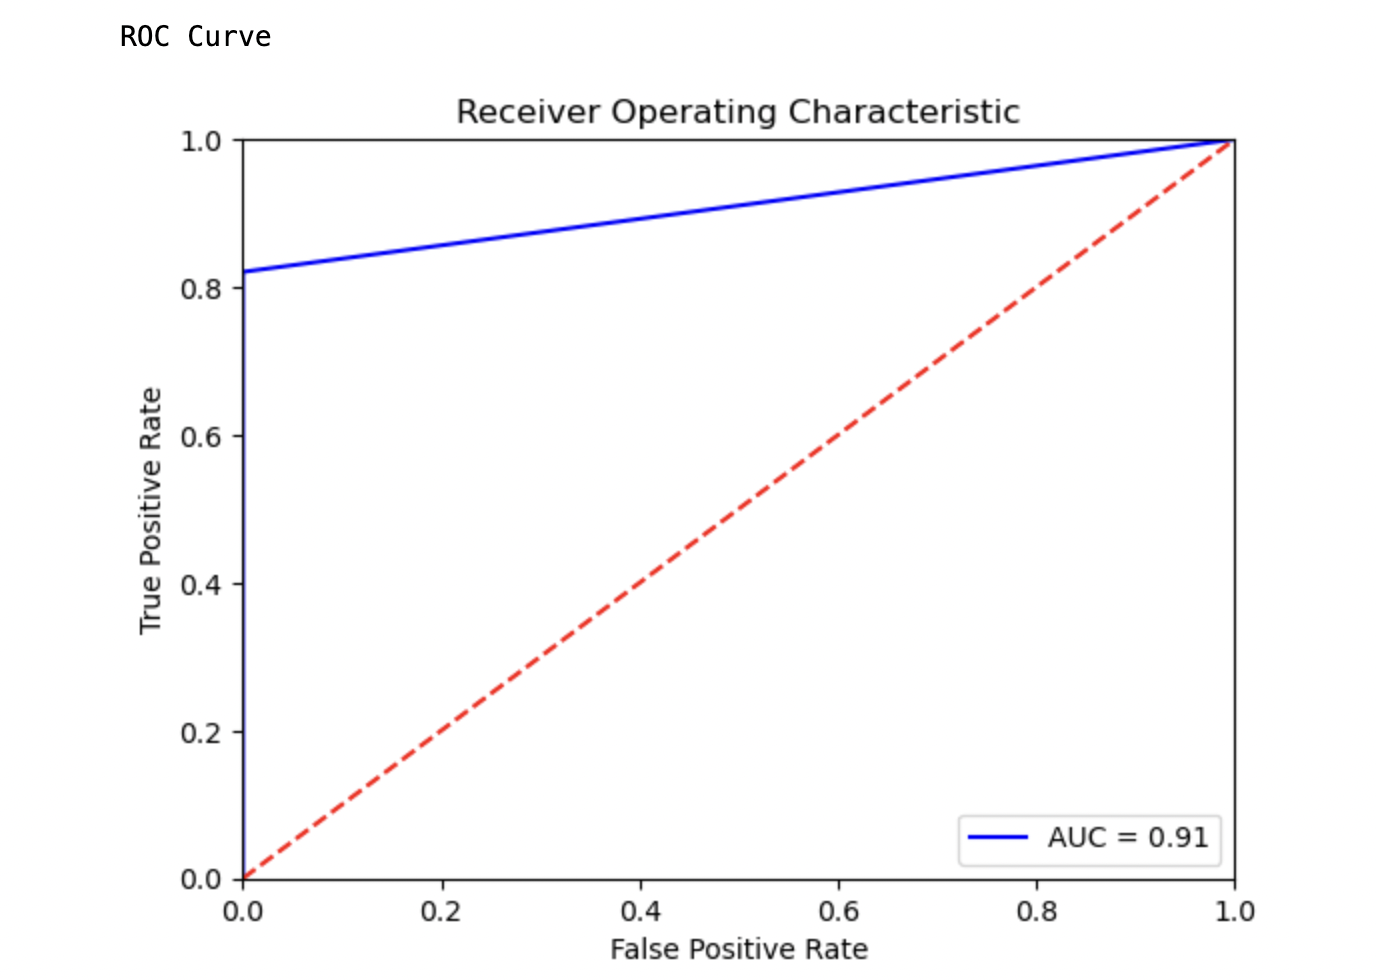 ROC Curve
Receiver Operating Characteristic
1.0
0.8
0.6
0.4
0.2
0.0
True Positive Rate
0.0 0.2 0.4 0.6 0.8 1.0
False Positive Rate
AUC = 0.91